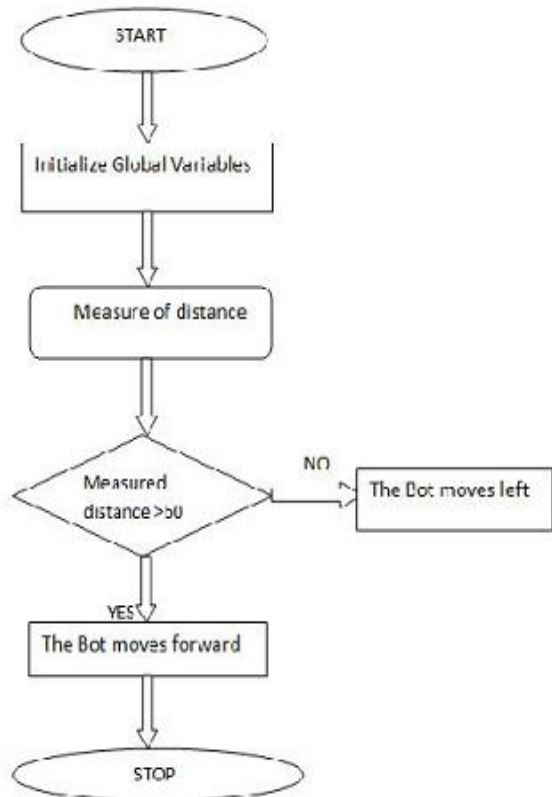 START
Initialize Global Variables
Measure of distance
Measured
distance
NO
The Bot moves left
YES
The Bot moves forward
STOP